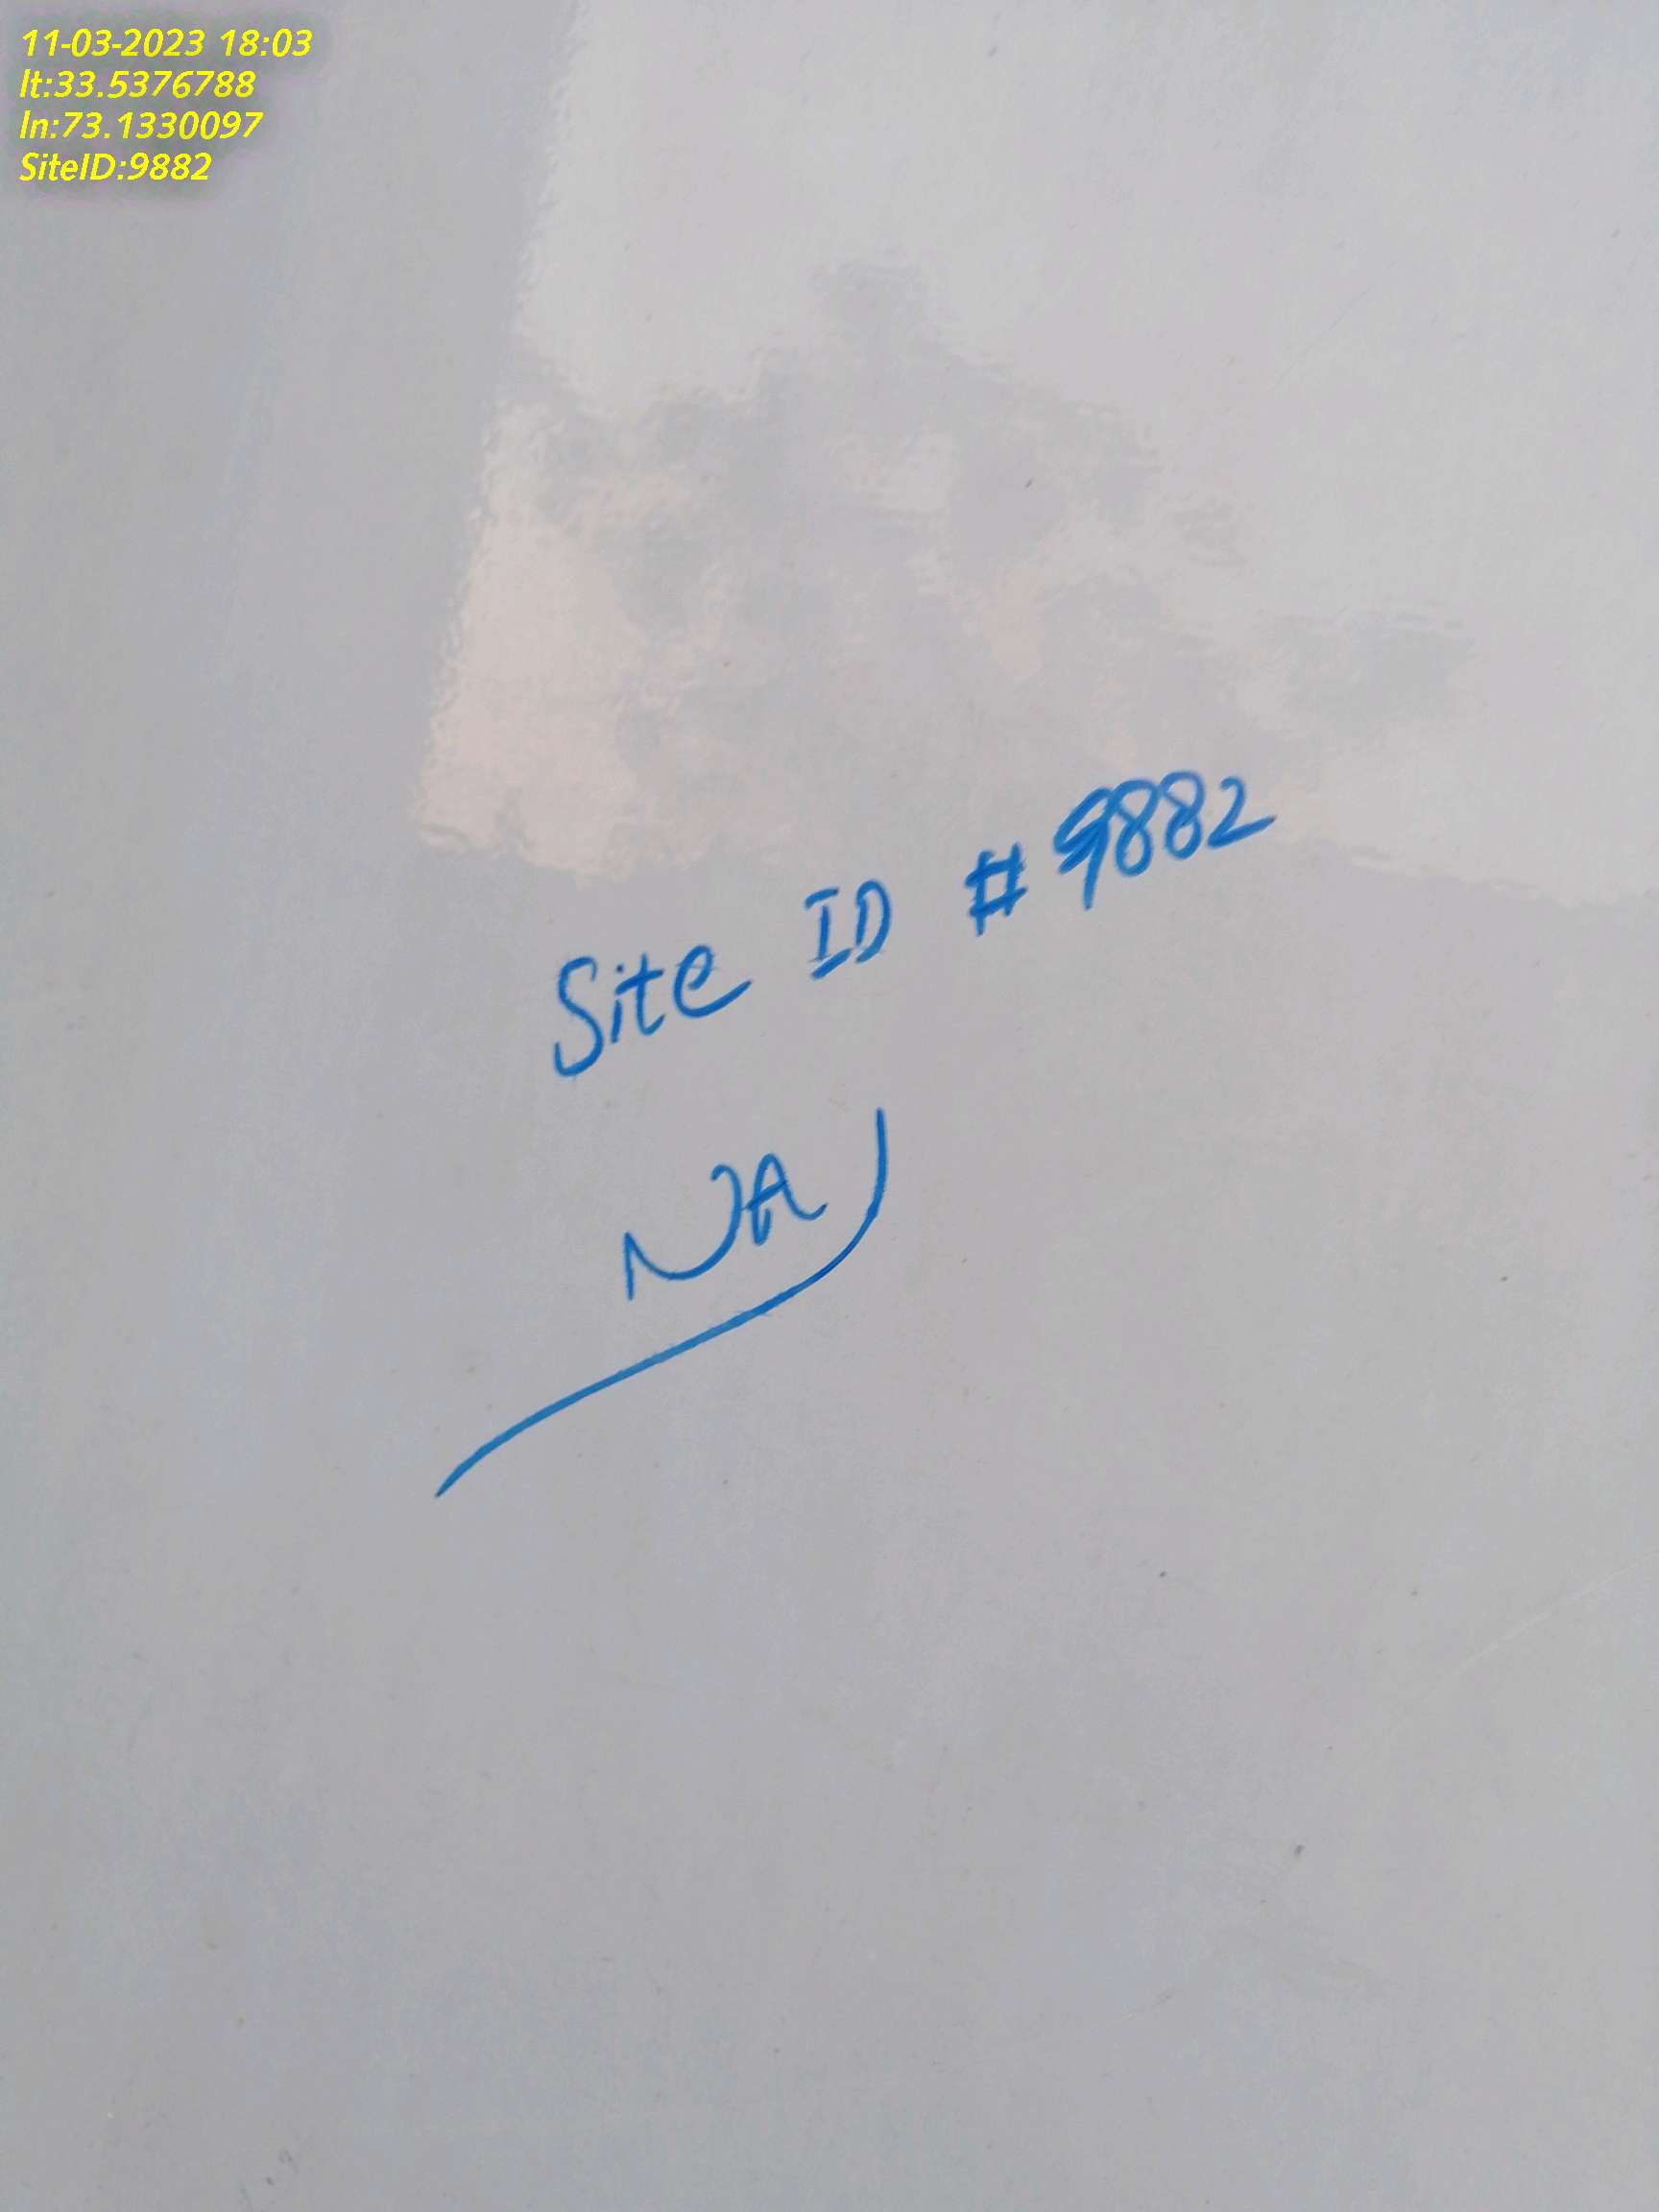 11-03-2023 18:03
lt:33.5376788
ln:73.1330097
SiteID:9882
Site ID # 9882
NA